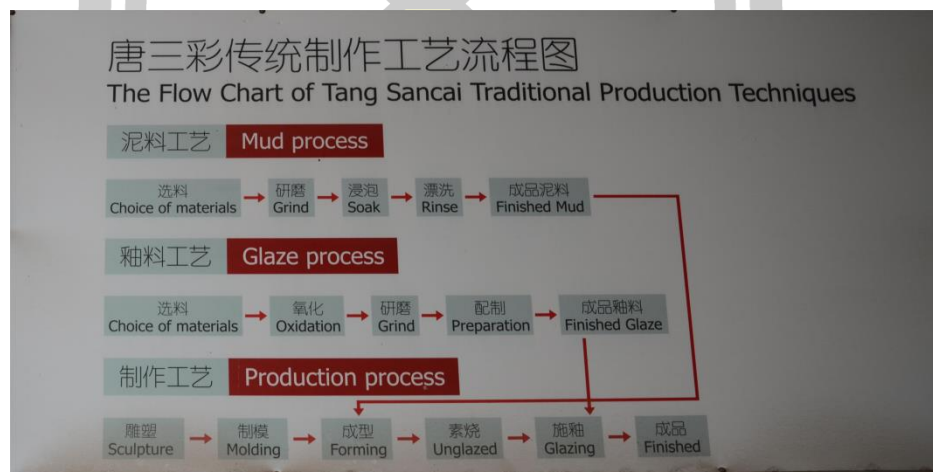 唐三彩传统制作工艺流程图
The Flow Chart of Tang Sancai Traditional Production Techniques
泥料工艺 Mud process
选料 研磨 浸泡 漂洗 成品泥料
Choice of materials Grind Soak Rinse Finished Mud
釉料工艺 Glaze process
选料 氧化 研磨 配制 成品釉料
Choice of materials Oxidation Grind Preparation Finished Glaze
制作工艺 Production process
雕塑 制模 成型 素烧 施釉 成品
Sculpture Molding Forming Unglazed Glazing Finished